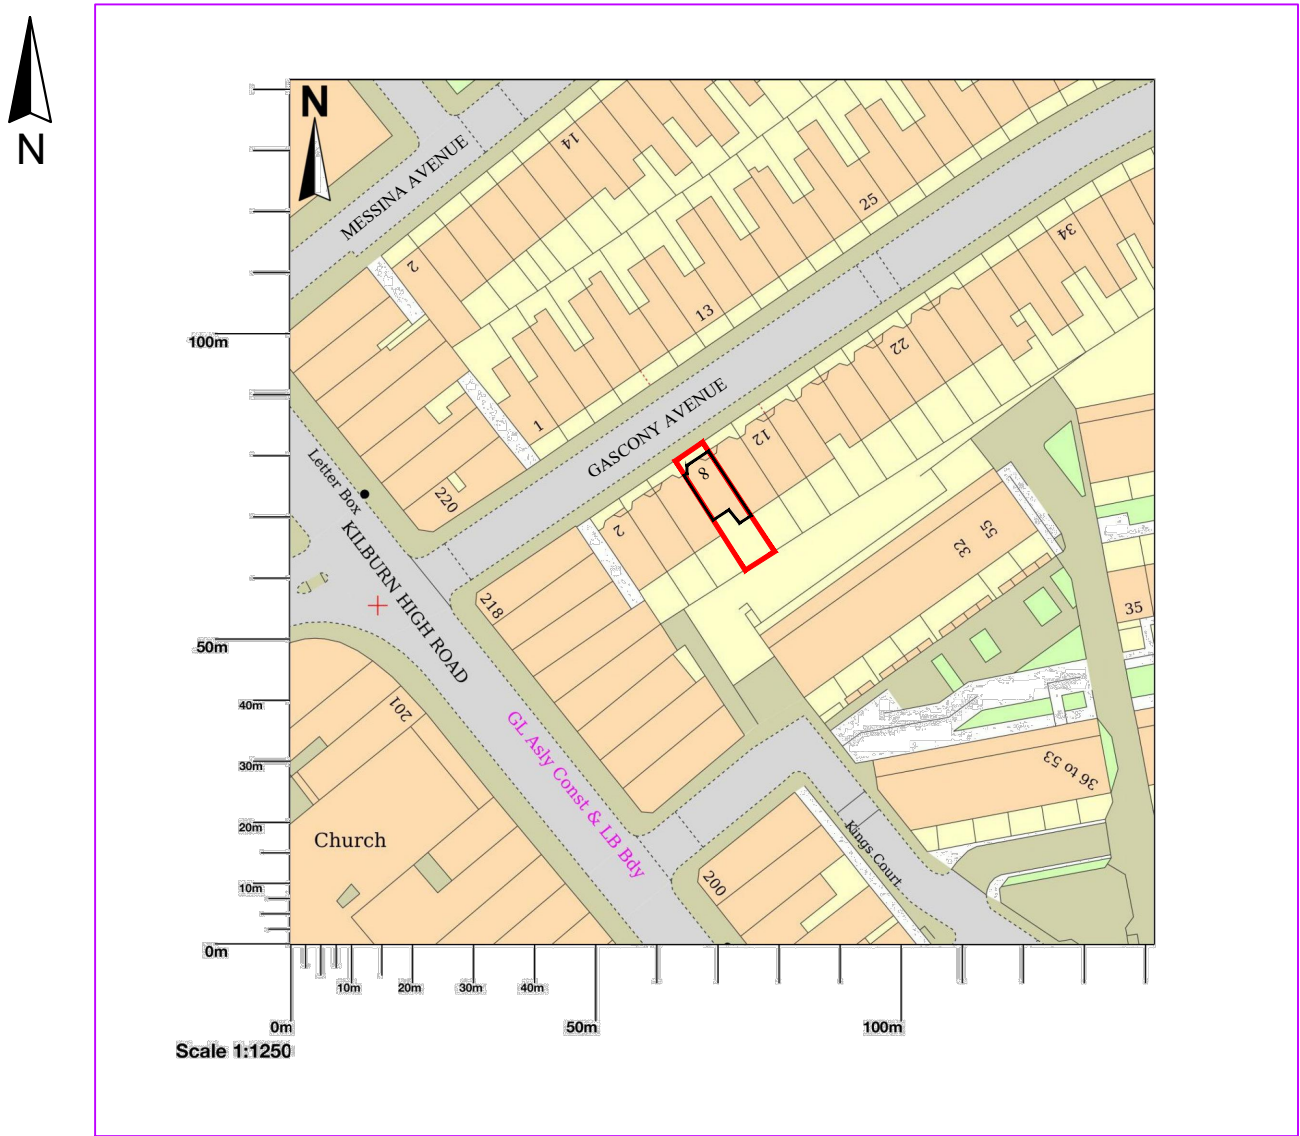 N
N
MESSINA AVENUE
14
2
25
34
13
22
100m
GASCONY AVENUE
1
12
8
Letter Box
220
2
KILBURN HIGH ROAD
32
55
218
35
50m
201
40m
GL Asly Const & LB Bdy
30m
36 to 53
20m
Church
Kings Court
200
10m
0m
10m
20m
30m
40m
0m
50m
100m
Scale 1:1250